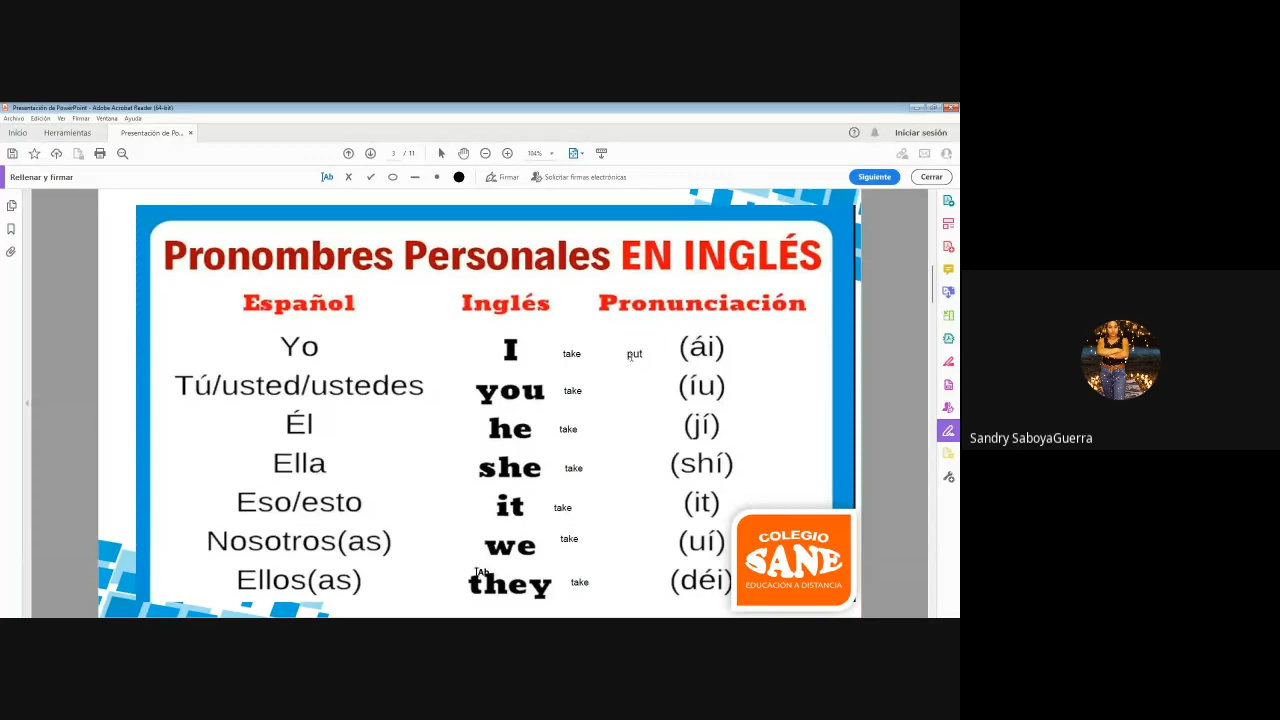 Presentación de PowerPoint - Adobe Acrobat Reader (64-bit)
Archivo Edición Ver Firmar Ventana Ayuda
Inicio Herramientas Presentación de Po... × Iniciar sesión
3 / 11 104%
Rellenar y firmar Ab Firmar Solicitar firmas electrónicas Siguiente Cerrar
Pronombres Personales EN INGLÉS
Español Inglés Pronunciación
Yo I take put (ái)
Tú/usted/ustedes you take (íu)
Él he take (jí)
Ella she take (shí)
Eso/esto it take (it)
Nosotros(as) we take (uí)
Ab
Ellos(as) they take (déi)
COLEGIO
SANE
EDUCACIÓN A DISTANCIA
Sandry SaboyaGuerra